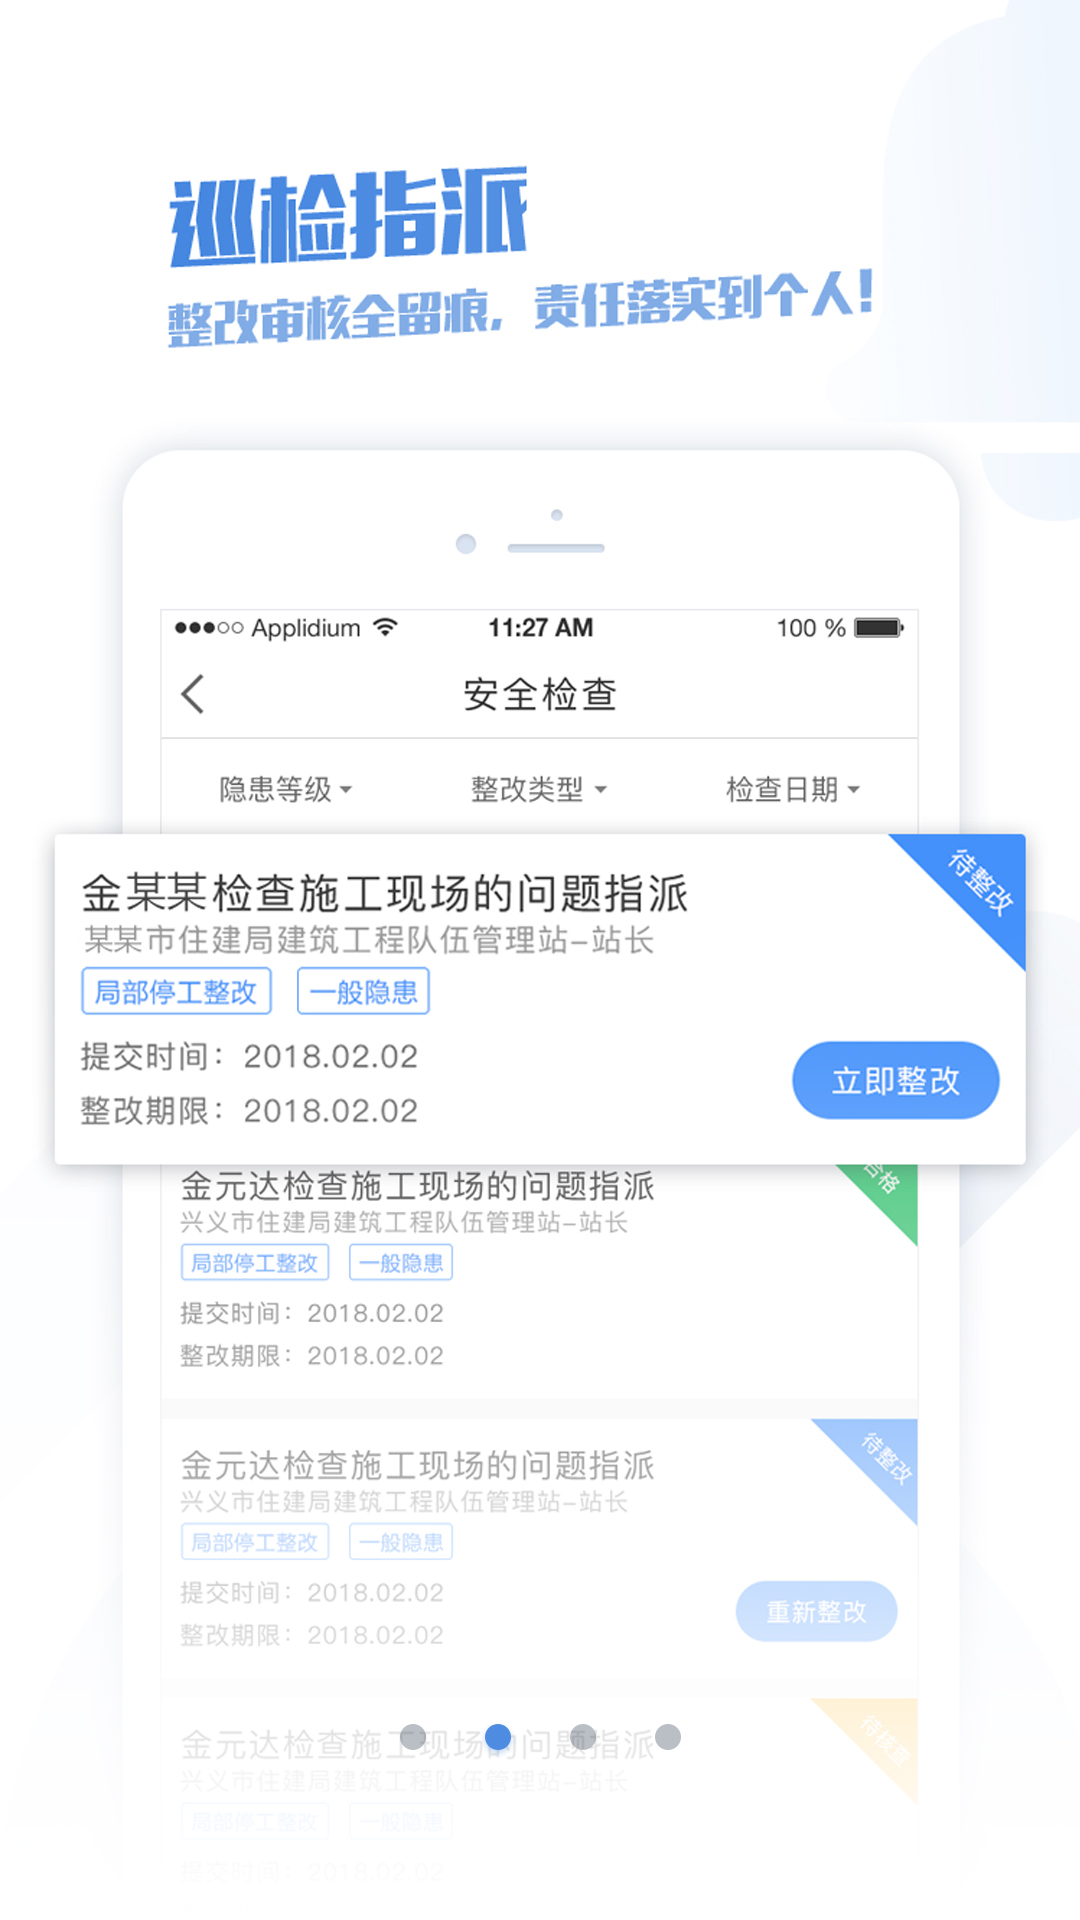 巡检指派
整改审核全留痕，责任落实到个人！
Applidium 11:27 AM 100 %
安全检查
隐患等级 整改类型 检查日期
待整改
金某某检查施工现场的问题指派
某某市住建局建筑工程队伍管理站-站长
局部停工整改 一般隐患
提交时间：2018.02.02
立即整改
整改期限：2018.02.02
合格
金元达检查施工现场的问题指派
兴义市住建局建筑工程队伍管理站-站长
局部停工整改 一般隐患
提交时间：2018.02.02
整改期限：2018.02.02
待整改
金元达检查施工现场的问题指派
兴义市住建局建筑工程队伍管理站-站长
局部停工整改 一般隐患
提交时间：2018.02.02
重新整改
整改期限：2018.02.02
待核查
金元达检查施工现场的问题指派
兴义市住建局建筑工程队伍管理站-站长
局部停工整改 一般隐患
提交时间：2018.02.02